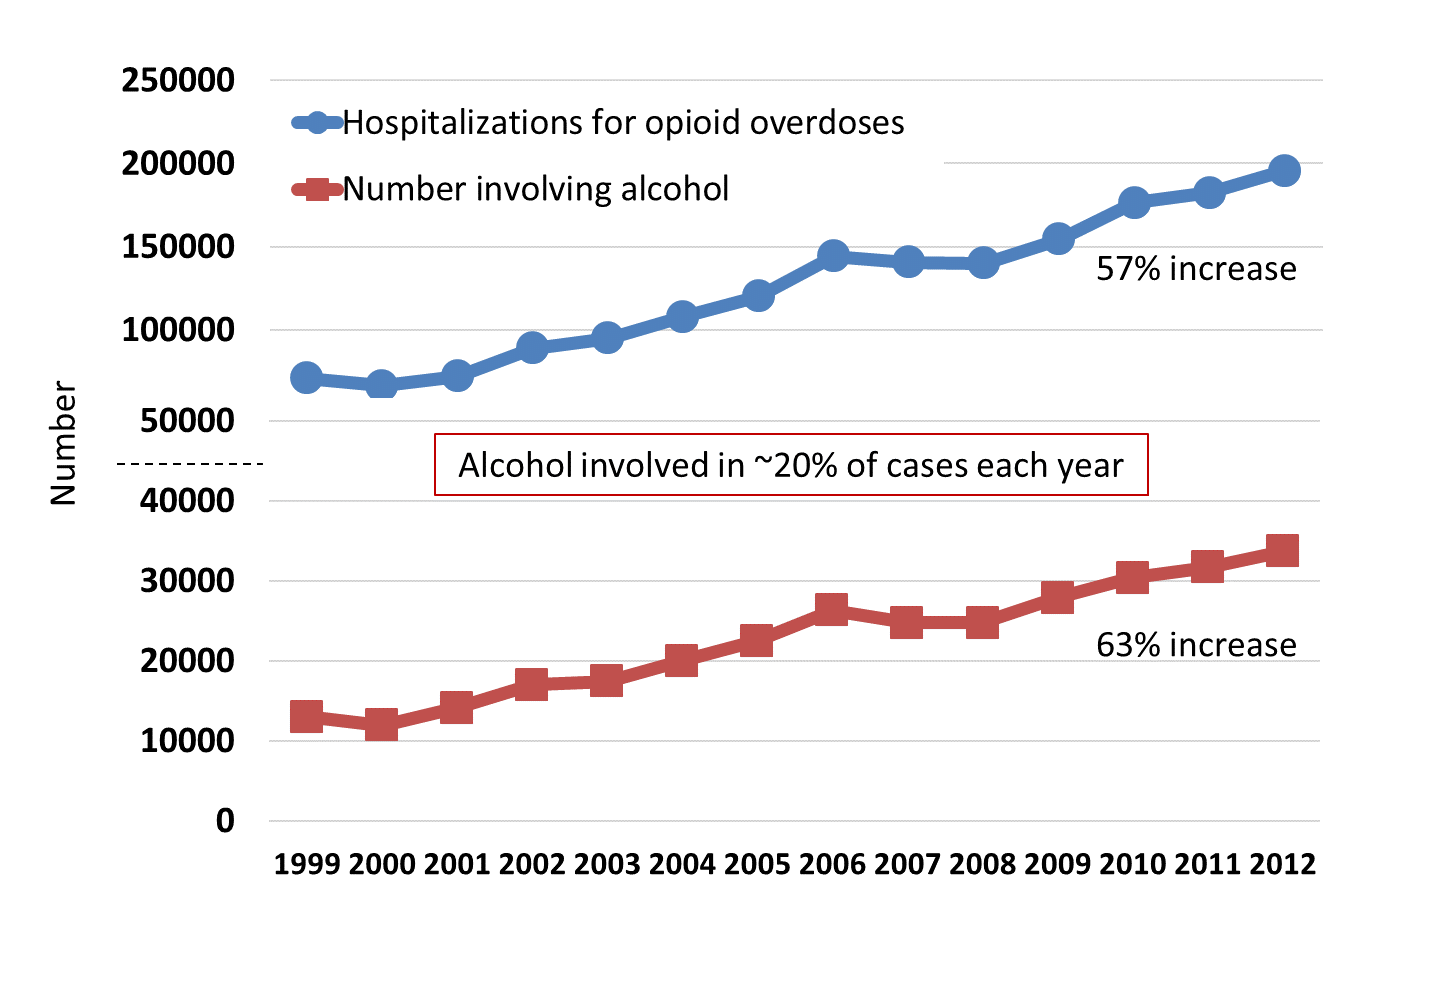 250000
Hospitalizations for opioid overdoses
200000
Number involving alcohol
150000
57% increase
100000
Number
50000
Alcohol involved in ~20% of cases each year
40000
30000
63% increase
20000
10000
0
1999 2000 2001 2002 2003 2004 2005 2006 2007 2008 2009 2010 2011 2012